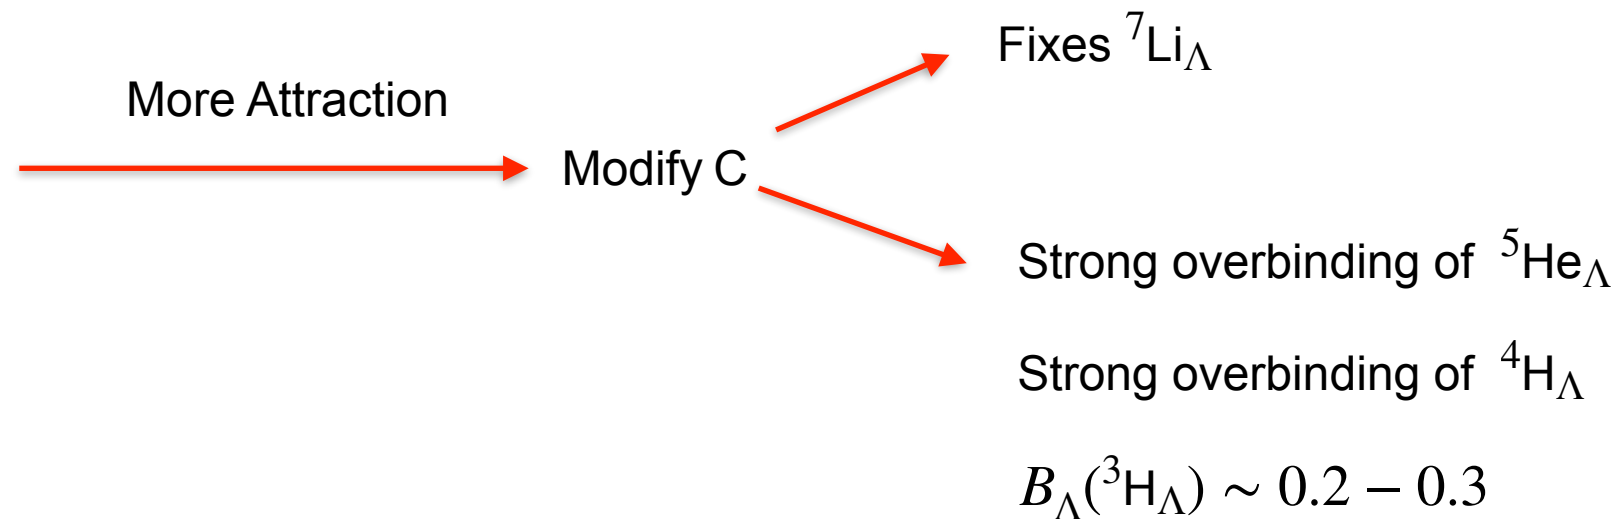 Fixes ⁷Li_Λ
More Attraction
Modify C
Strong overbinding of ⁵He_Λ
Strong overbinding of ⁴H_Λ
B_Λ(³H_Λ) ∼ 0.2 − 0.3